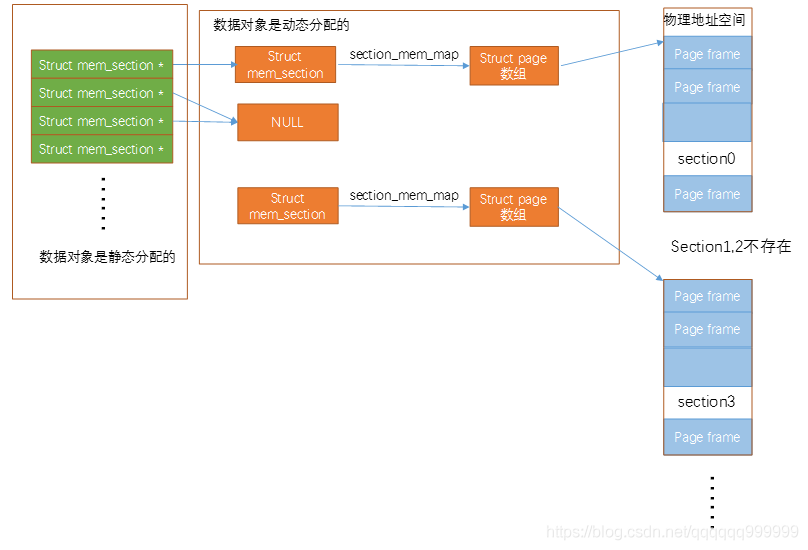 数据对象是动态分配的
物理地址空间
Struct mem_section *
Struct mem_section *
Struct mem_section *
Struct mem_section *
数据对象是静态分配的
Struct
mem_section
section_mem_map
Struct page
数组
NULL
Struct
mem_section
section_mem_map
Struct page
数组
Page frame
Page frame
section0
Page frame
Section1,2不存在
Page frame
Page frame
section3
Page frame
https://blog.csdn.net/qqqqqq999999